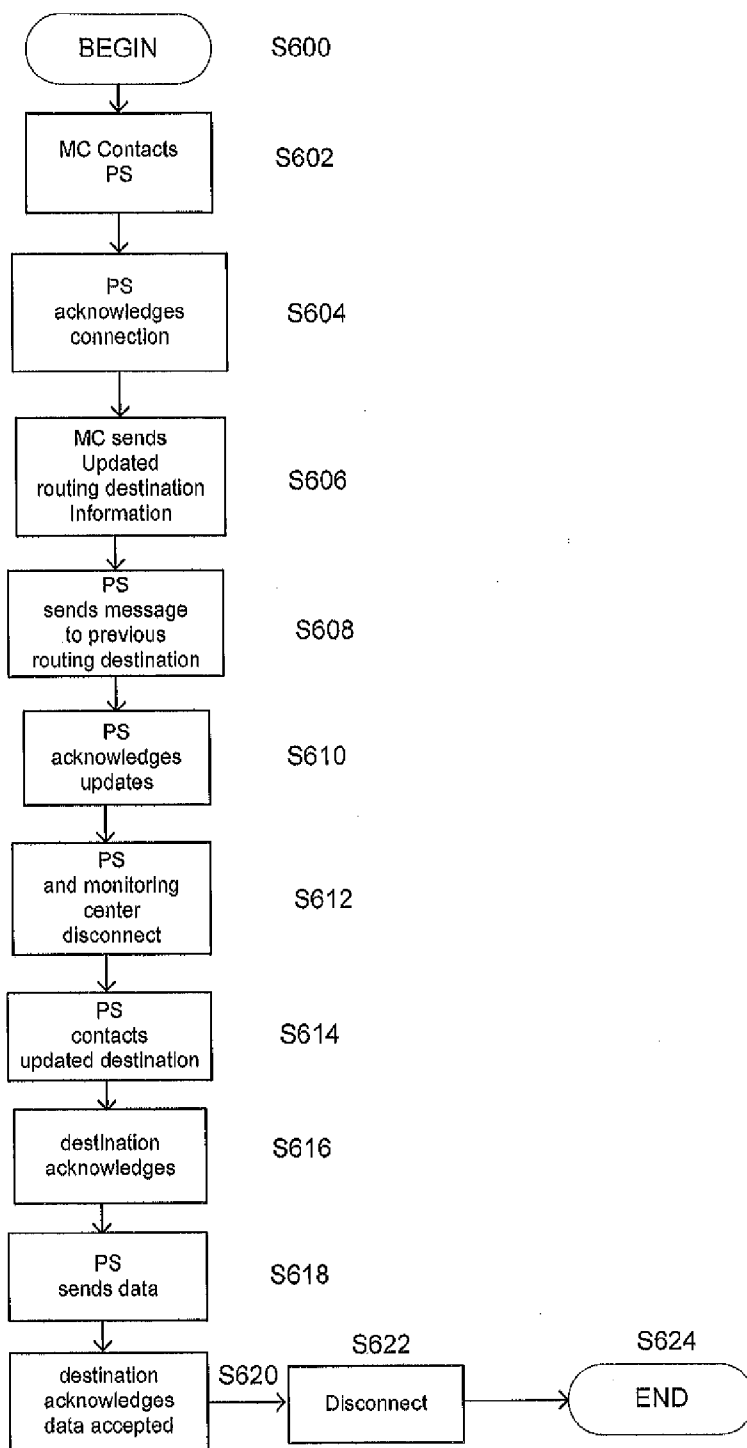 BEGIN
S600
MC Contacts
PS
S602
PS
acknowledges
connection
S604
MC sends
Updated
routing destination
Information
S606
PS
sends message
to previous
routing destination
S608
PS
acknowledges
updates
S610
PS
and monitoring
center
disconnect
S612
PS
contacts
updated destination
S614
destination
acknowledges
S616
PS
sends data
S618
destination
acknowledges
data accepted
S620
S622
Disconnect
S624
END